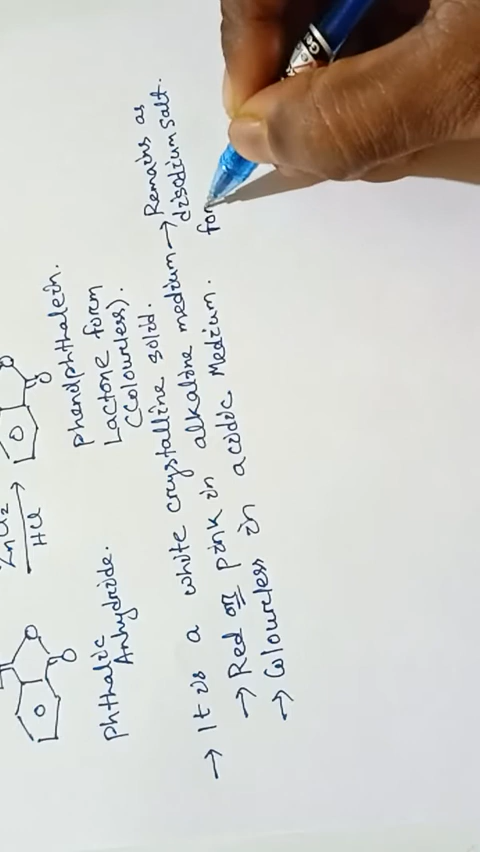 ZnCl2
HCl
O
O
O
O
O
O
Phthalic
Anhydride.
Phenolphthalein.
Lactone form
(Colourless).
→ It is a white crystalline solid.
→ Red or pink in alkaline medium → Remains as
disodium salt.
→ Colourless in acidic Medium.